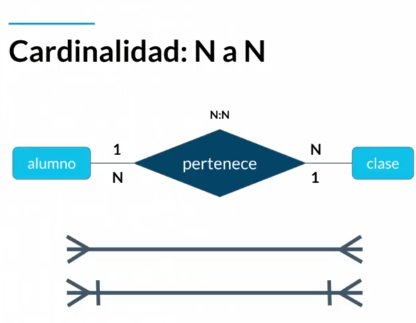 Cardinalidad: N a N
N:N
alumno
1
N
pertenece
N
1
clase